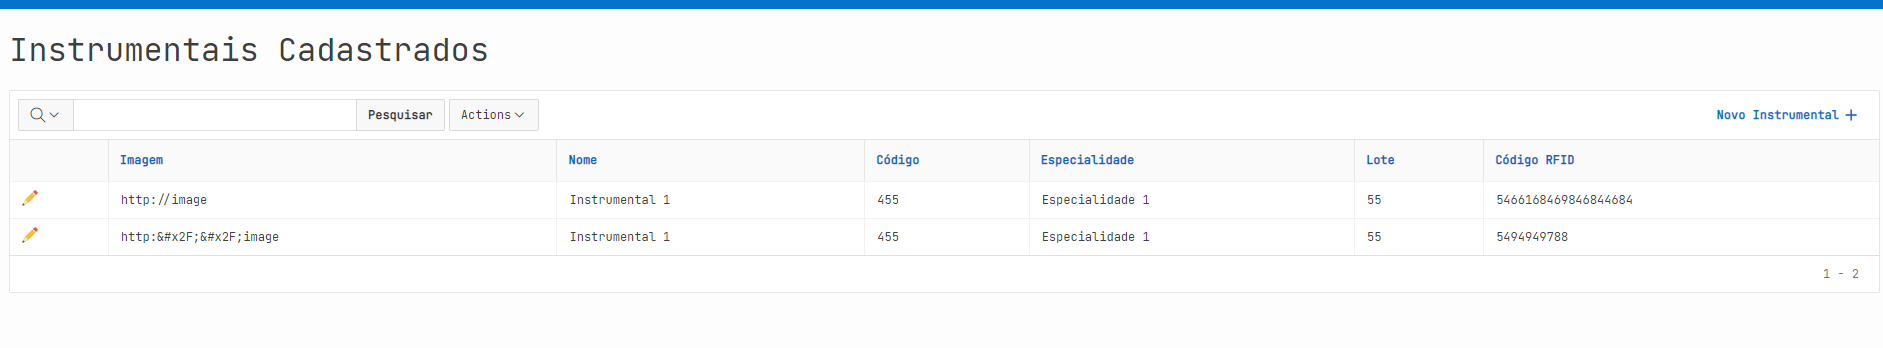 Instrumentais Cadastrados
Pesquisar Actions Novo Instrumental
Imagem Nome Código Especialidade Lote Código RFID
http://image Instrumental 1 455 Especialidade 1 55 5466168469846844684
http:&#x2F;&#x2F;image Instrumental 1 455 Especialidade 1 55 5494949788
1 - 2